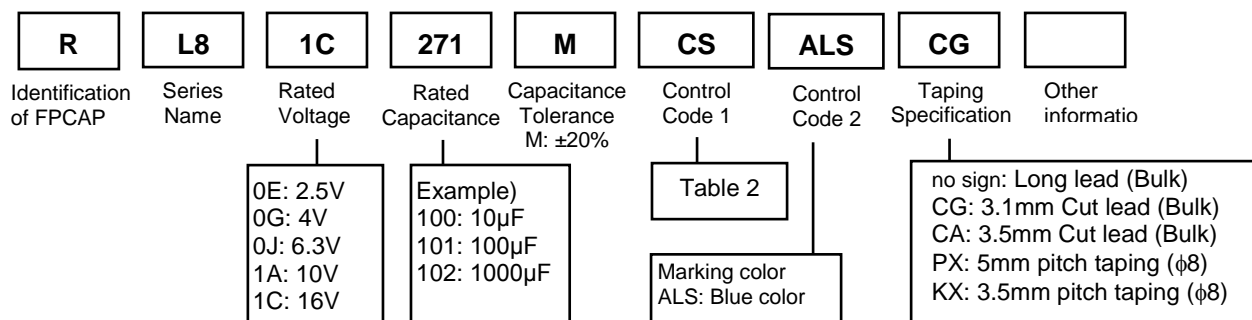 R L8 1C 271 M CS ALS CG
Identification
of FPCAP
Series
Name
Rated
Voltage
Rated
Capacitance
Capacitance
Tolerance
M: ±20%
Control
Code 1
Control
Code 2
Taping
Specification
Other
informatio
0E: 2.5V
0G: 4V
0J: 6.3V
1A: 10V
1C: 16V
Example)
100: 10µF
101: 100µF
102: 1000µF
Table 2
Marking color
ALS: Blue color
no sign: Long lead (Bulk)
CG: 3.1mm Cut lead (Bulk)
CA: 3.5mm Cut lead (Bulk)
PX: 5mm pitch taping (ϕ8)
KX: 3.5mm pitch taping (ϕ8)